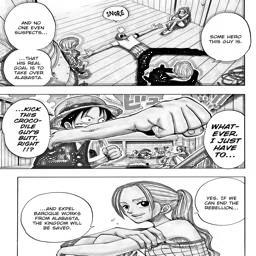 SOME HERO
THIS GUY IS.
SNORE
AND NO
ONE EVEN
SUSPECTS...
...THAT
HIS REAL
GOAL IS TO
TAKE OVER
ALABASTA.
WHAT-
EVER.
I JUST
HAVE
TO...
...KICK
THIS
CROCO-
DILE
GUY'S
BUTT,
RIGHT
!!?
YES. IF WE
CAN END
THE
REBELLION...
...AND EXPEL
BAROQUE WORKS
FROM ALABASTA,
THE KINGDOM
WILL BE
SAVED.